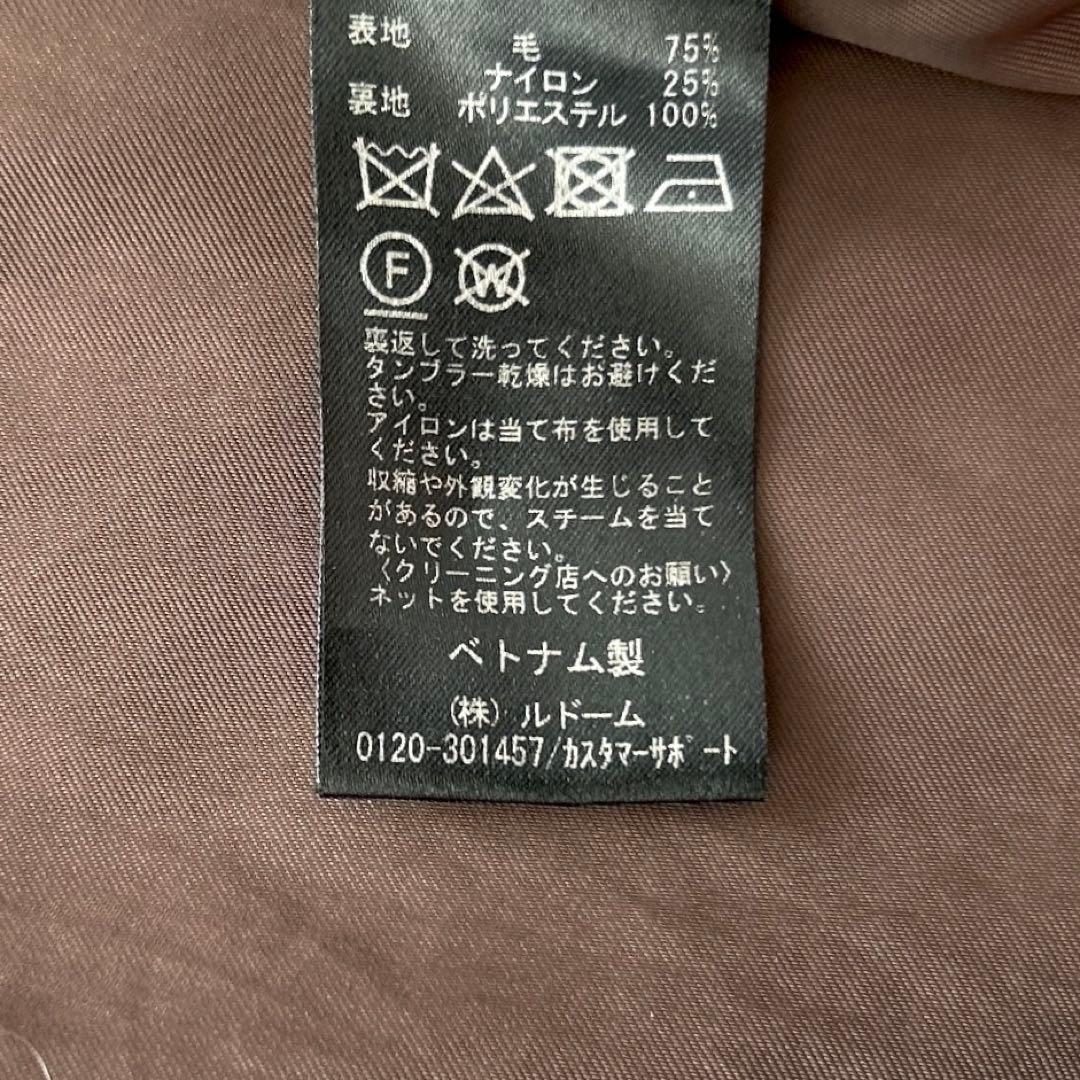 表地 毛 75%
ナイロン 25%
裏地 ポリエステル 100%
F W
裏返して洗ってください。
タンブラー乾燥はお避けくだ
さい。
アイロンは当て布を使用して
ください。
収縮や外観変化が生じること
があるので、スチームを当て
ないでください。
〈クリーニング店へのお願い〉
ネットを使用してください。
ベトナム製
(株)ルドーム
0120-301457/カスタマーサポート